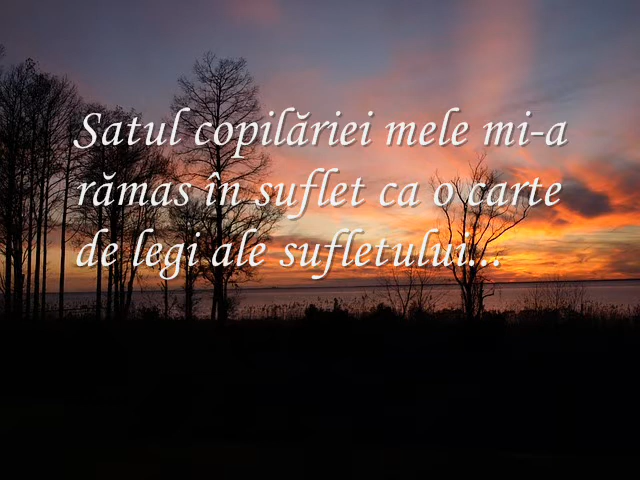 Satul copilăriei mele mi-a
rămas în suflet ca o carte
de legi ale sufletului...